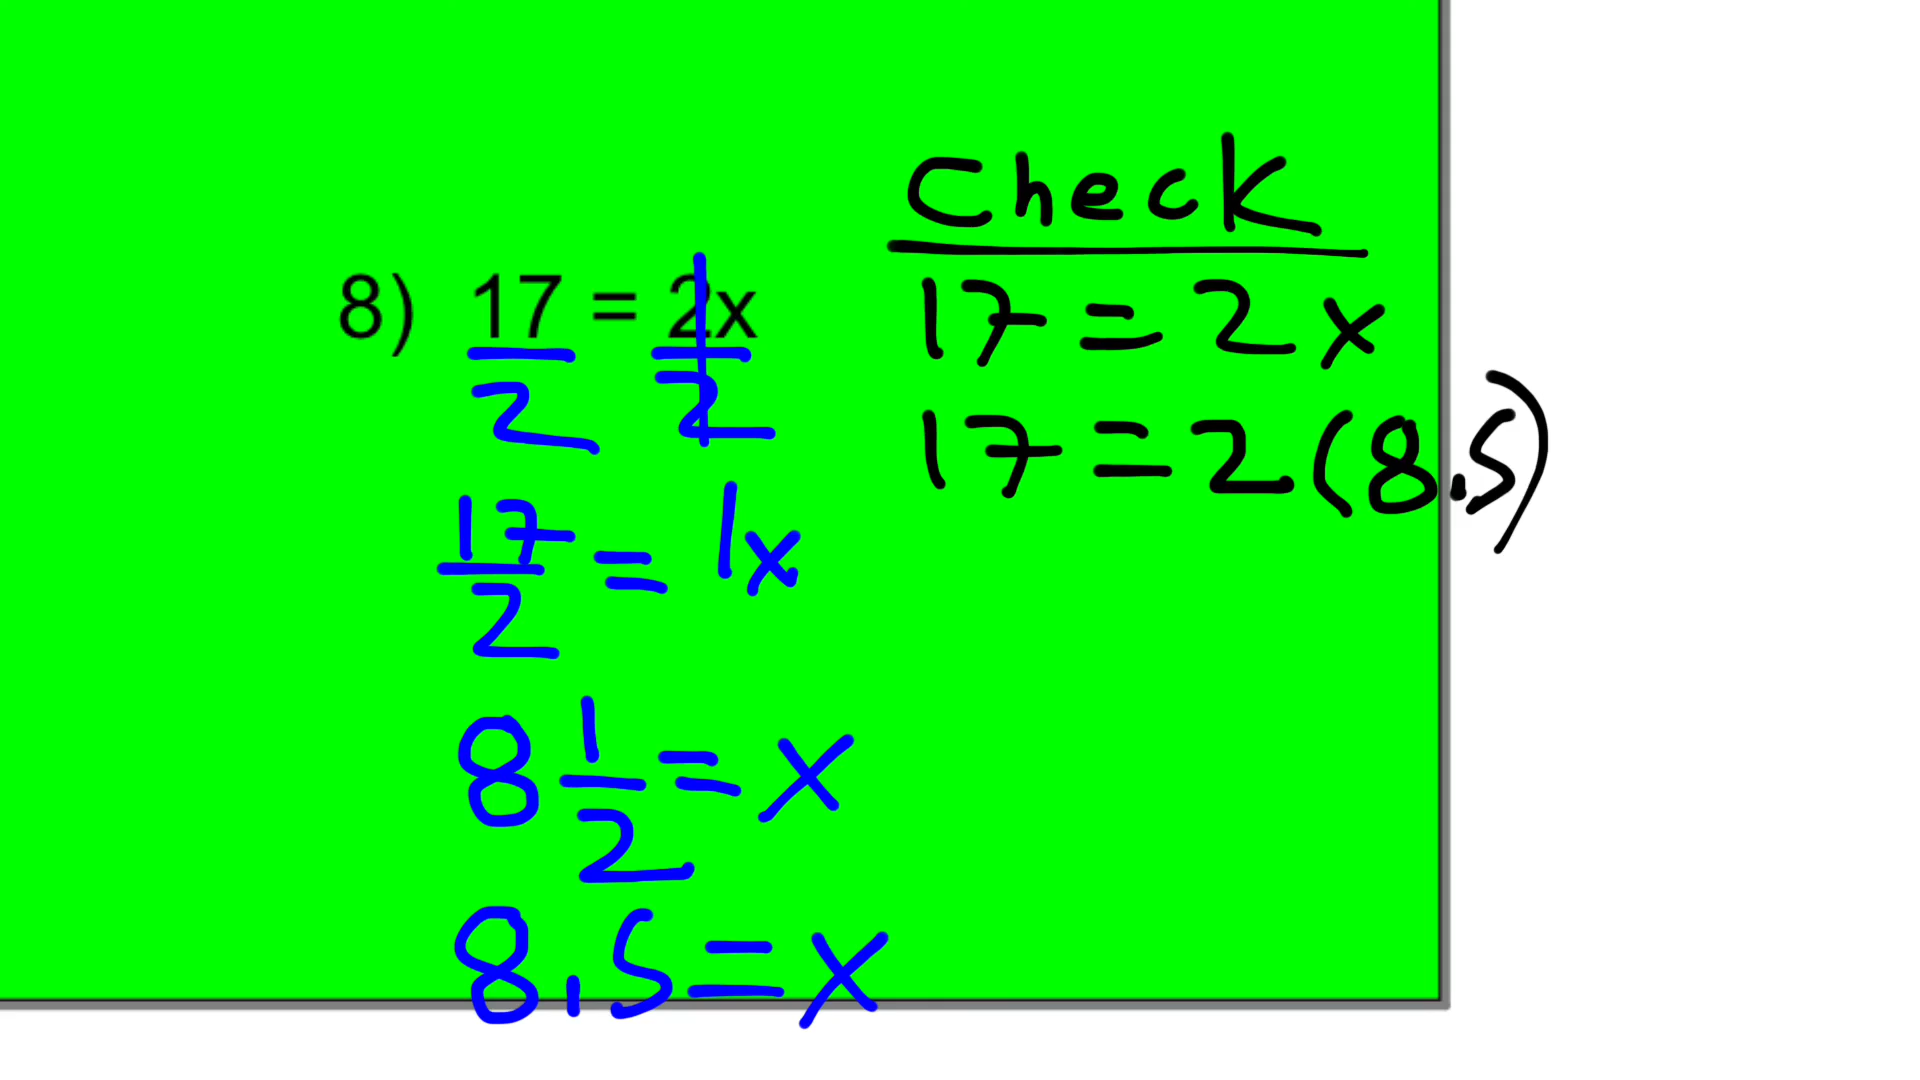 8) 17 = 2x
2 2
17/2 = 1x
8 1/2 = x
8.5 = x
Check
17 = 2x
17 = 2(8.5)